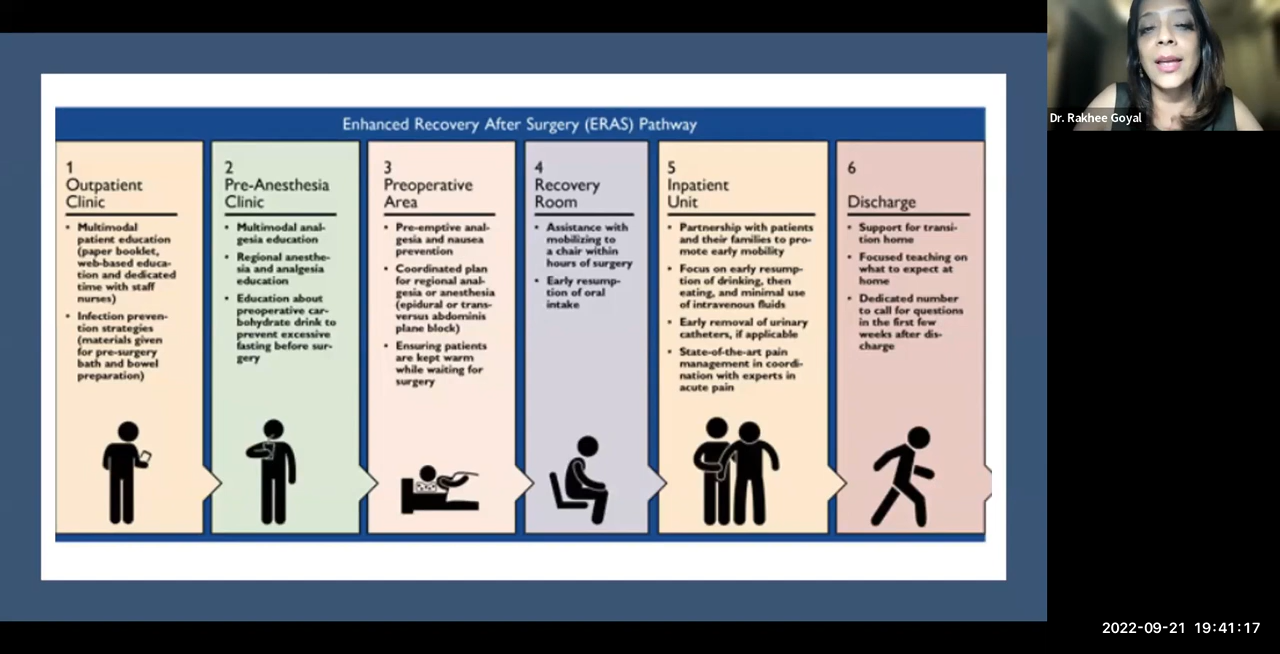 Enhanced Recovery After Surgery (ERAS) Pathway
1
Outpatient
Clinic
• Multimodal
patient education
(paper booklet,
web-based educa-
tion and dedicated
time with staff
nurses)
• Infection preven-
tion strategies
(materials given
for pre-surgery
bath and bowel
preparation)
2
Pre-Anesthesia
Clinic
• Multimodal anal-
gesia education
• Regional anesthe-
sia and analgesia
education
• Education about
preoperative car-
bohydrate drink to
prevent excessive
fasting before sur-
gery
3
Preoperative
Area
• Pre-emptive anal-
gesia and nausea
prevention
• Coordinated plan
for regional anal-
gesia or anesthesia
(epidural or trans-
versus abdominis
plane block)
• Ensuring patients
are kept warm
while waiting for
surgery
4
Recovery
Room
• Assistance with
mobilizing to
a chair within
hours of surgery
• Early resump-
tion of oral
intake
5
Inpatient
Unit
• Partnership with patients
and their families to pro-
mote early mobility
• Focus on early resump-
tion of drinking, then
eating, and minimal use
of intravenous fluids
• Early removal of urinary
catheters, if applicable
• State-of-the-art pain
management in coordi-
nation with experts in
acute pain
6
Discharge
• Support for transi-
tion home
• Focused teaching on
what to expect at
home
• Dedicated number
to call for questions
in the first few
weeks after dis-
charge
Dr. Rakhee Goyal
2022-09-21 19:41:17